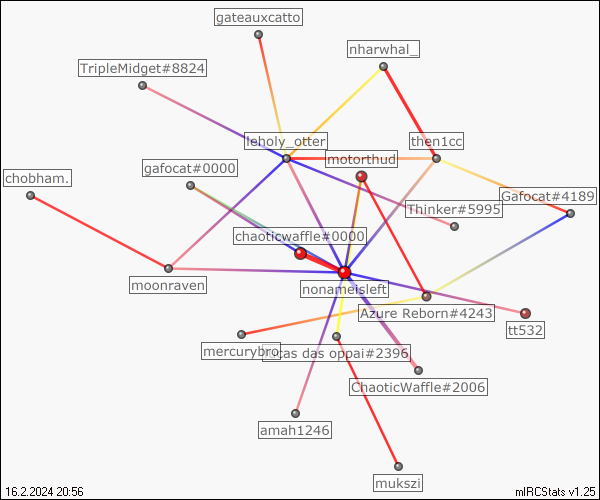 gateauxcatto
nharwhal_
TripleMidget#8824
leholy_otter
then1cc
motorthud
gafocat#0000
chobham.
Gafocat#4189
Thinker#5995
chaoticwaffle#0000
moonraven
nonameisleft
Azure Reborn#4243
tt532
mercurybro
das oppai#2396
ChaoticWaffle#2006
amah1246
mukszi
16.2.2024 20:56
mIRCStats v1.25